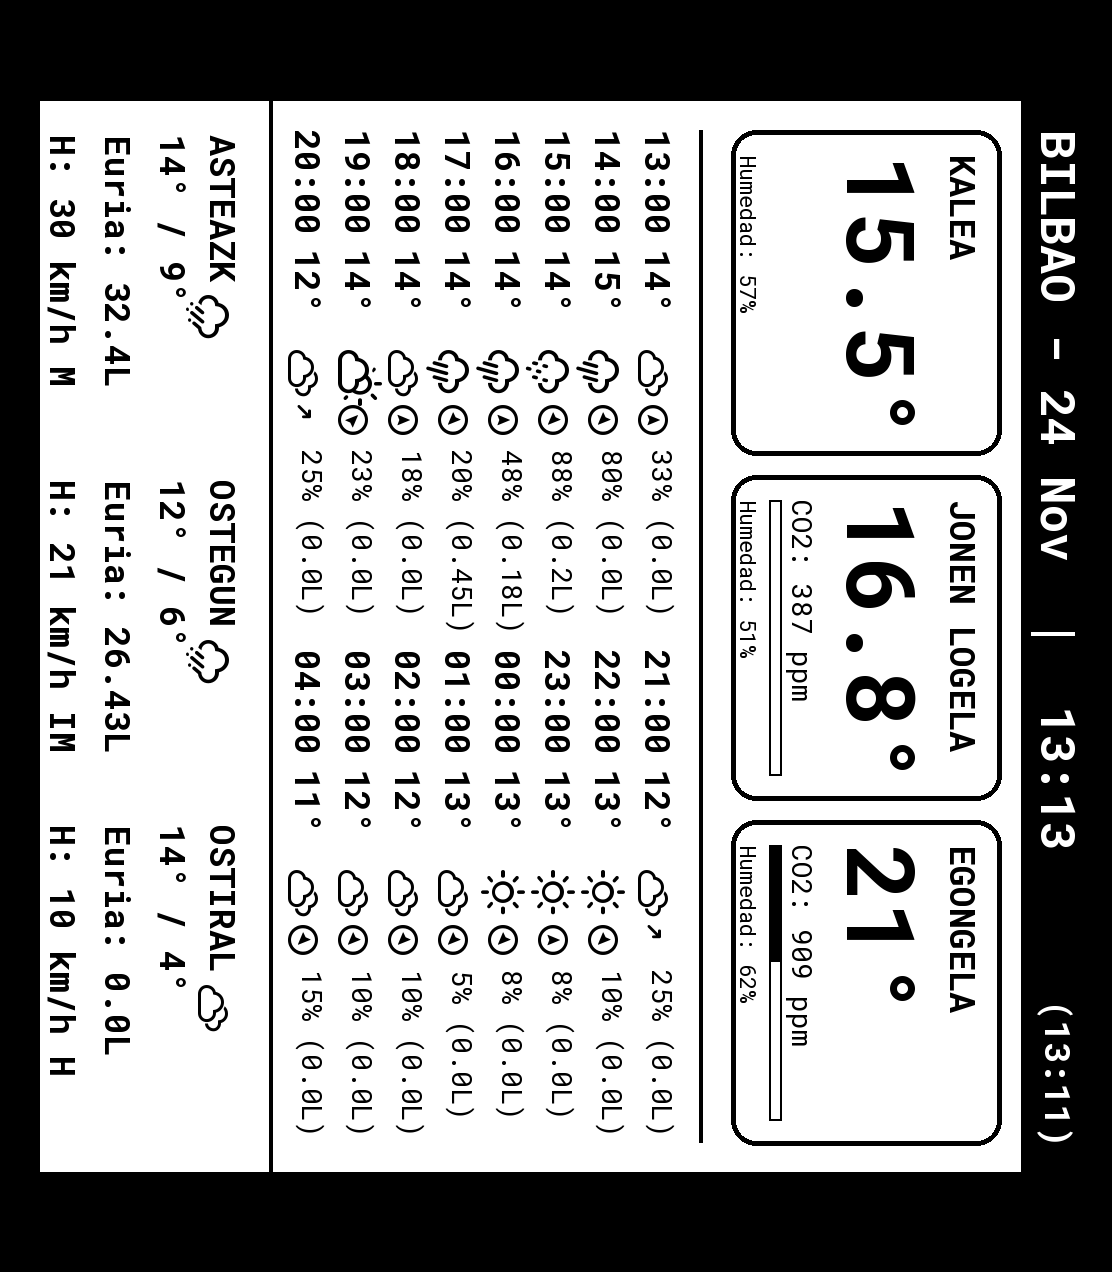 BILBAO - 24 Nov | 13:13 (13:11)
KALEA
15.5°
Humedad: 57%
JONEN LOGELA
16.8°
CO2: 387 ppm
Humedad: 51%
EGONGELA
21°
CO2: 909 ppm
Humedad: 62%
13:00 14° 33% (0.0L)
14:00 15° 80% (0.0L)
15:00 14° 88% (0.2L)
16:00 14° 48% (0.18L)
17:00 14° 20% (0.45L)
18:00 14° 18% (0.0L)
19:00 14° 23% (0.0L)
20:00 12° 25% (0.0L)
21:00 12° 25% (0.0L)
22:00 13° 10% (0.0L)
23:00 13° 8% (0.0L)
00:00 13° 8% (0.0L)
01:00 13° 5% (0.0L)
02:00 12° 10% (0.0L)
03:00 12° 10% (0.0L)
04:00 11° 15% (0.0L)
ASTEAZK
14° / 9°
Euria: 32.4L
H: 30 km/h M
OSTEGUN
12° / 6°
Euria: 26.43L
H: 21 km/h IM
OSTIRAL
14° / 4°
Euria: 0.0L
H: 10 km/h H